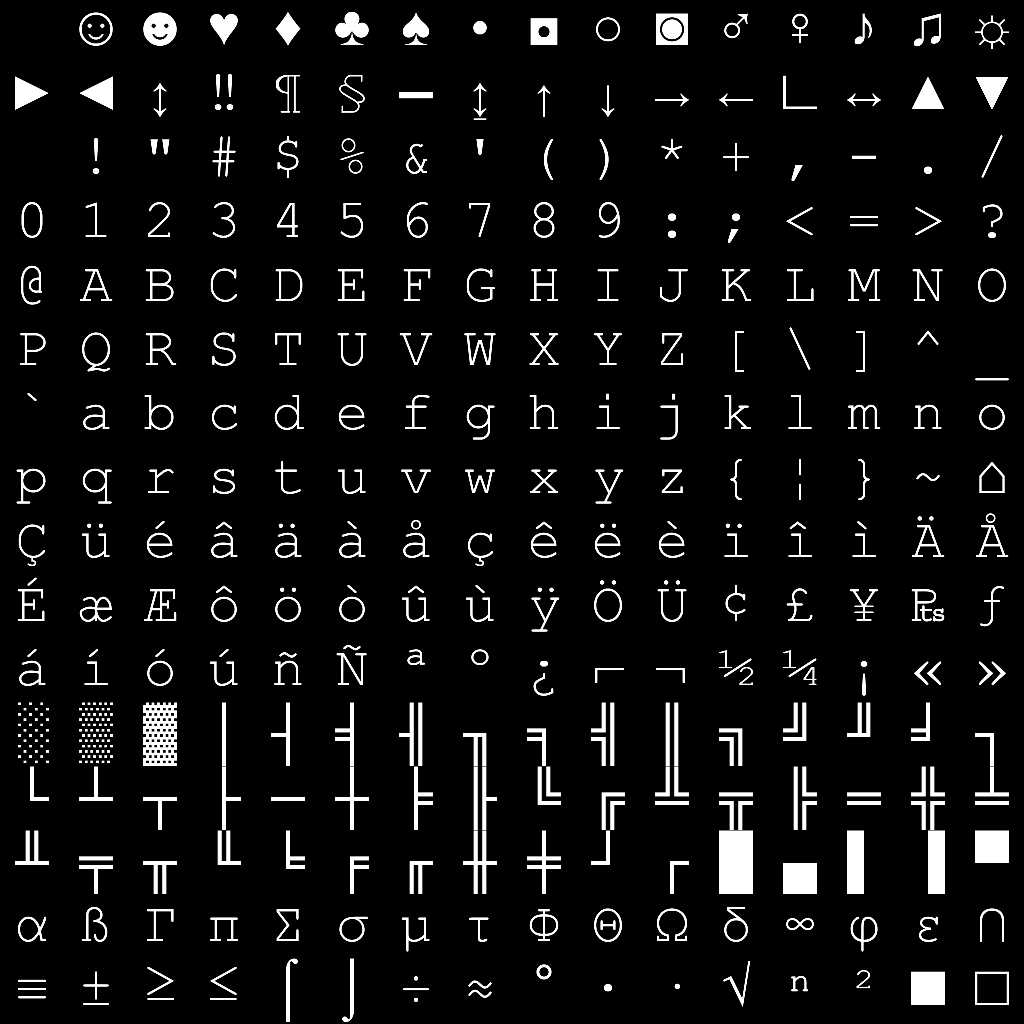 ☺ ☻ ♥ ♦ ♣ ♠ • ◘ ○ ◙ ♂ ♀ ♪ ♫ ☼
► ◄ ↕ ‼ ¶ § ▬ ↨ ↑ ↓ → ← ∟ ↔ ▲ ▼
! " # $ % & ' ( ) * + , - . /
0 1 2 3 4 5 6 7 8 9 : ; < = > ?
@ A B C D E F G H I J K L M N O
P Q R S T U V W X Y Z [ \ ] ^ _
` a b c d e f g h i j k l m n o
p q r s t u v w x y z { ¦ } ~ ⌂
Ç ü é â ä à å ç ê ë è ï î ì Ä Å
É æ Æ ô ö ò û ù ÿ Ö Ü ¢ £ ¥ ₧ ƒ
á í ó ú ñ Ñ ª º ¿ ⌐ ¬ ½ ¼ ¡ « »
░ ▒ ▓ │ ┤ ╡ ╢ ╖ ╕ ╣ ║ ╗ ╝ ╜ ╛ ┐
└ ┴ ┬ ├ ─ ┼ ╞ ╟ ╚ ╔ ╩ ╦ ╠ ═ ╬ ╧
╨ ╤ ╥ ╙ ╘ ╒ ╓ ╫ ╪ ┘ ┌ █ ▄ ▌ ▐ ▀
α ß Γ π Σ σ µ τ Φ Θ Ω δ ∞ φ ε ∩
≡ ± ≥ ≤ ⌠ ⌡ ÷ ≈ ° ∙ · √ ⁿ ² ■ □